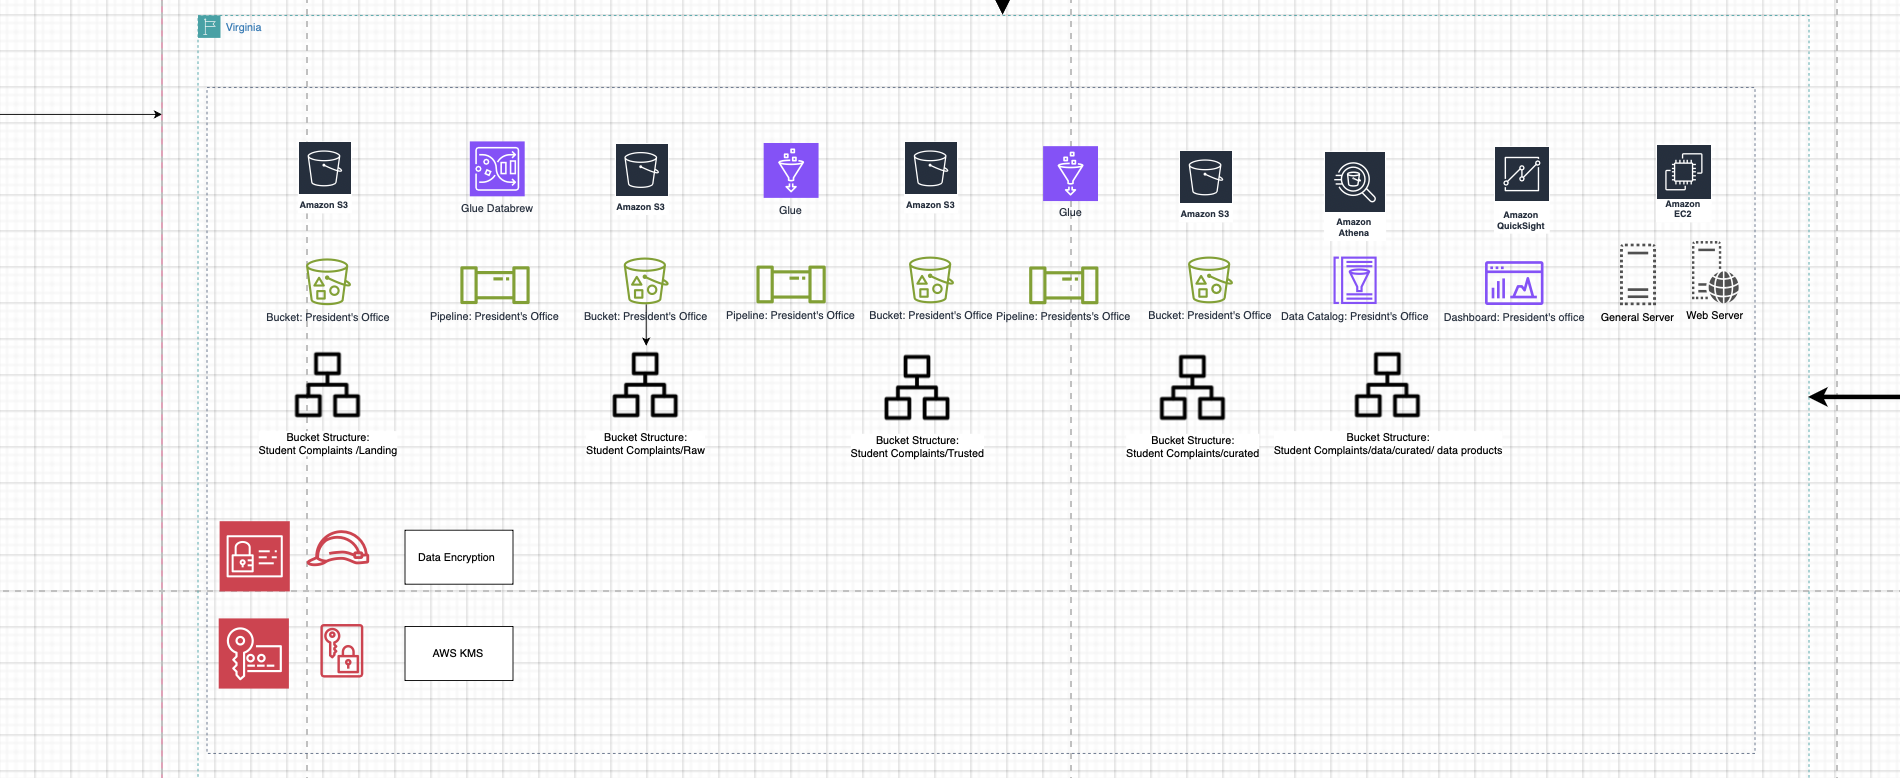 Virginia
Amazon S3
Glue Databrew
Amazon S3
Glue
Amazon S3
Glue
Amazon S3
Amazon
Athena
Amazon
QuickSight
Amazon
EC2
Bucket: President's Office
Pipeline: President's Office
Bucket: President's Office
Pipeline: President's Office
Bucket: President's Office
Pipeline: Presidents's Office
Bucket: President's Office
Data Catalog: Presidnt's Office
Dashboard: President's office
General Server
Web Server
Bucket Structure:
Student Complaints /Landing
Bucket Structure:
Student Complaints/Raw
Bucket Structure:
Student Complaints/Trusted
Bucket Structure:
Student Complaints/curated
Bucket Structure:
Student Complaints/data/curated/ data products
Data Encryption
AWS KMS